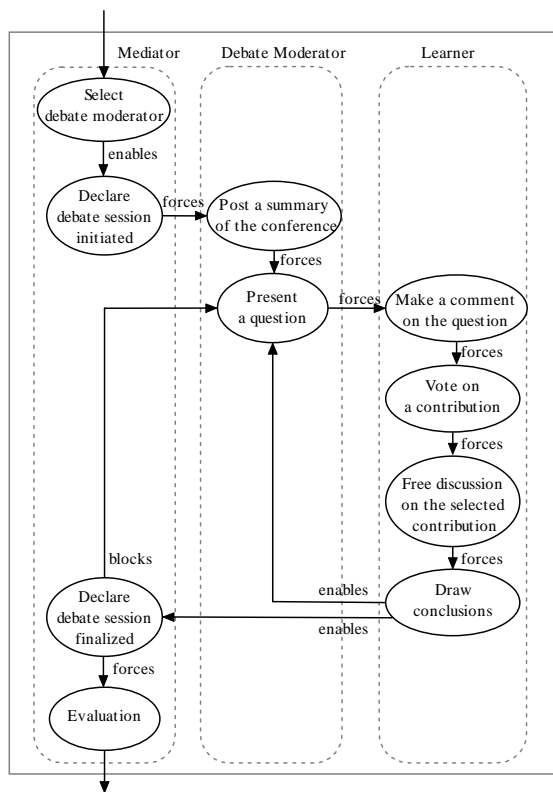 Mediator
Debate Moderator
Learner
Select
debate moderator
enables
Declare
debate session
initiated
forces
Post a summary
of the conference
forces
Present
a question
forces
Make a comment
on the question
forces
Vote on
a contribution
forces
Free discussion
on the selected
contribution
forces
blocks
enables
Draw
conclusions
enables
Declare
debate session
finalized
forces
Evaluation